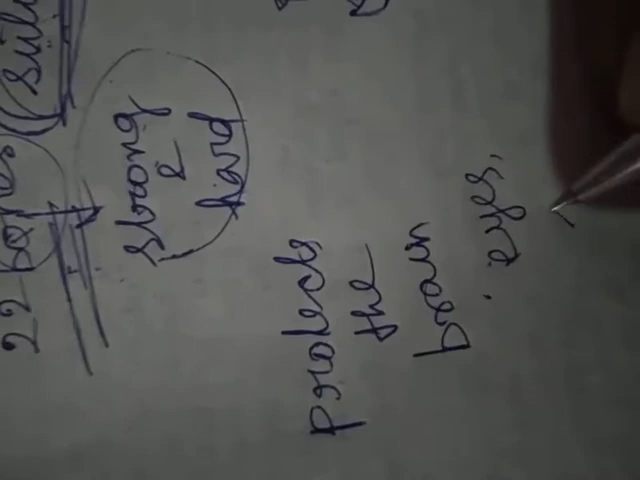 22 bones
strong
&
hard
protects
the
brain
eyes,